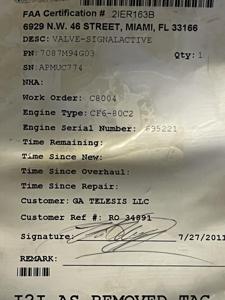 FAA Certification # 2IER163B
6929 N.W. 46 STREET, MIAMI, FL 33166
DESC: VALVE-SIGNALACTIVE
PN: 7087M94G03 Qty: 1
SN: APMUC774
NHA:
Work Order: C8004
Engine Type: CF6-80C2
Engine Serial Number: 695221
Time Remaining:
Time Since New:
Time Since Overhaul:
Time Since Repair:
Customer: GA TELESIS LLC
Customer Ref #: RO 34891
Signature: 7/27/2011
REMARK:
AS REMOVED TAG